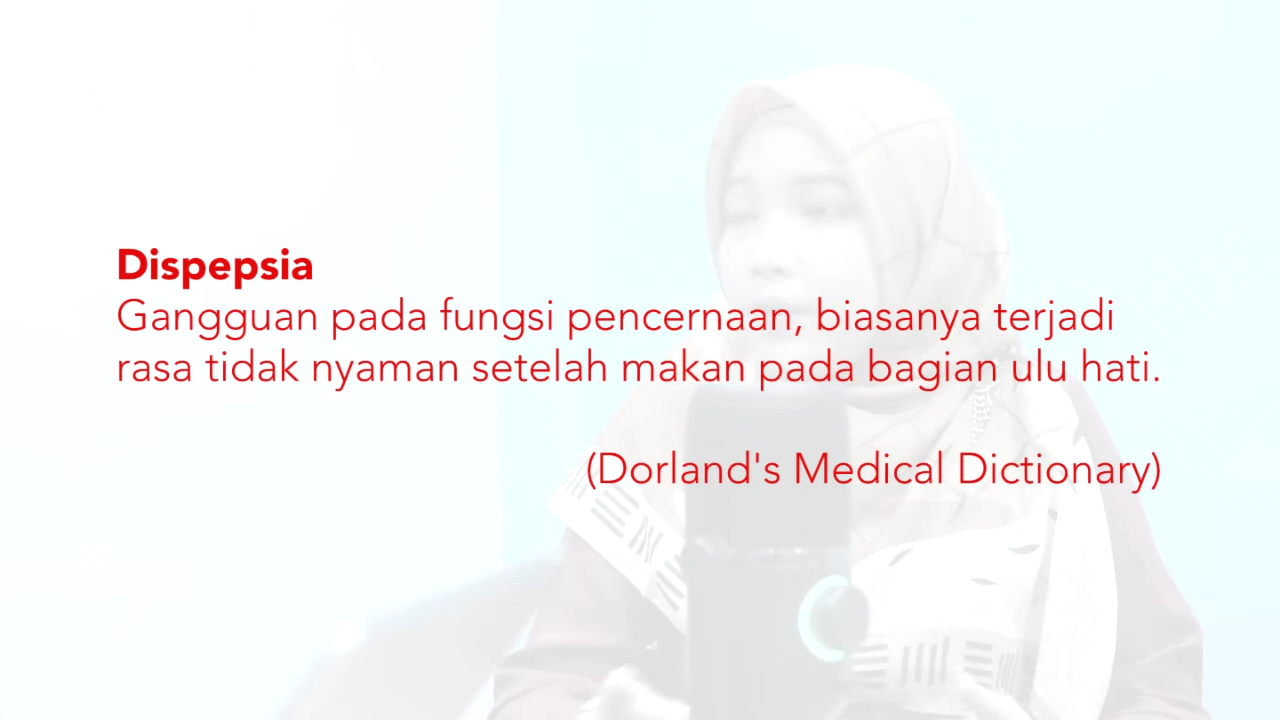 Dispepsia
Gangguan pada fungsi pencernaan, biasanya terjadi
rasa tidak nyaman setelah makan pada bagian ulu hati.
(Dorland's Medical Dictionary)